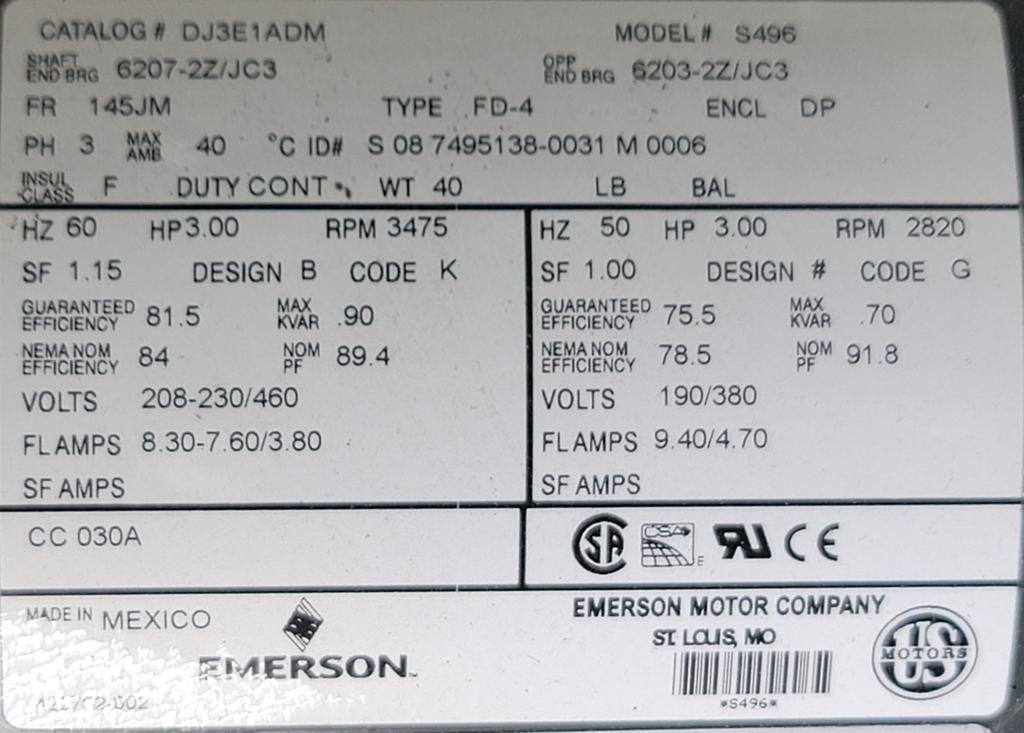 CATALOG # DJ3E1ADM MODEL # S496
SHAFT END BRG 6207-2Z/JC3 OPP END BRG 6203-2Z/JC3
FR 145JM TYPE FD-4 ENCL DP
PH 3 MAX AMB 40 °C ID# S 08 7495138-0031 M 0006
INSUL CLASS F DUTY CONT WT 40 LB BAL
HZ 60 HP 3.00 RPM 3475
SF 1.15 DESIGN B CODE K
GUARANTEED EFFICIENCY 81.5 MAX KVAR .90
NEMA NOM EFFICIENCY 84 NOM PF 89.4
VOLTS 208-230/460
FL AMPS 8.30-7.60/3.80
SF AMPS
HZ 50 HP 3.00 RPM 2820
SF 1.00 DESIGN # CODE G
GUARANTEED EFFICIENCY 75.5 MAX KVAR .70
NEMA NOM EFFICIENCY 78.5 NOM PF 91.8
VOLTS 190/380
FL AMPS 9.40/4.70
SF AMPS
CC 030A
SA CSA E RU CE
MADE IN MEXICO
EMERSON™
EMERSON MOTOR COMPANY
ST. LOUIS, MO
*S496*
US MOTORS